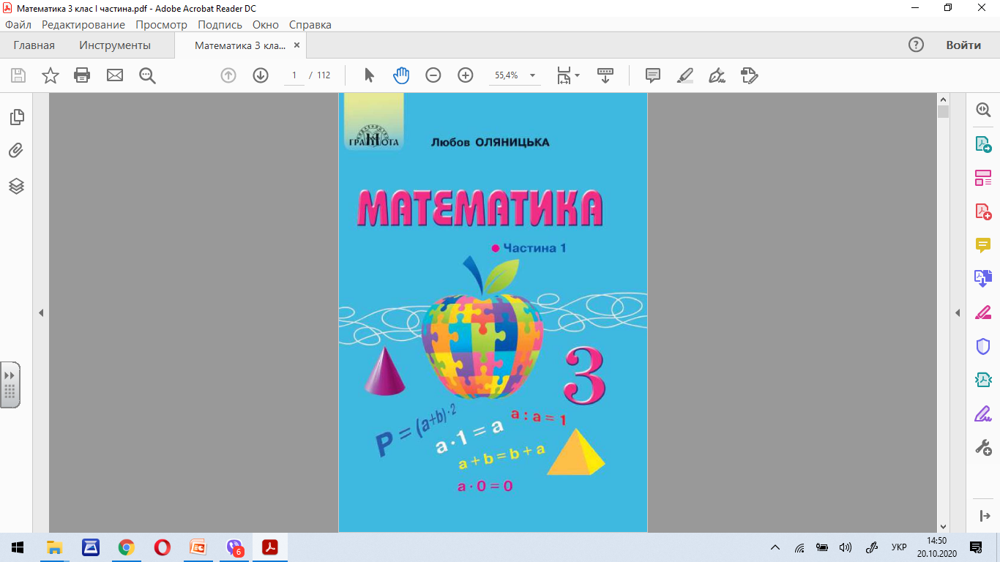 Математика 3 клас І частина.pdf - Adobe Acrobat Reader DC
Файл Редактирование Просмотр Подпись Окно Справка
Главная Инструменты Математика 3 кла... × Войти
1 / 112 55,4%
ГРАМОТА
Любов ОЛЯНИЦЬКА
МАТЕМАТИКА
• Частина 1
3
P = (a+b)·2
a : a = 1
a·1 = a
a + b = b + a
a · 0 = 0
6
УКР
14:50
20.10.2020